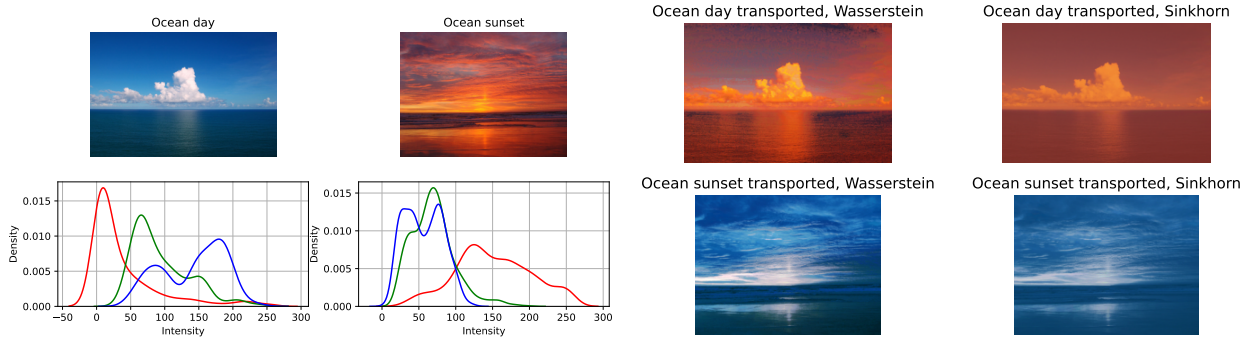 Ocean day
Ocean sunset
Ocean day transported, Wasserstein
Ocean day transported, Sinkhorn
0.015
0.010
0.005
0.000
Density
−50
0
50
100
150
200
250
300
Intensity
0.015
0.010
0.005
0.000
Density
0
50
100
150
200
250
300
Intensity
Ocean sunset transported, Wasserstein
Ocean sunset transported, Sinkhorn